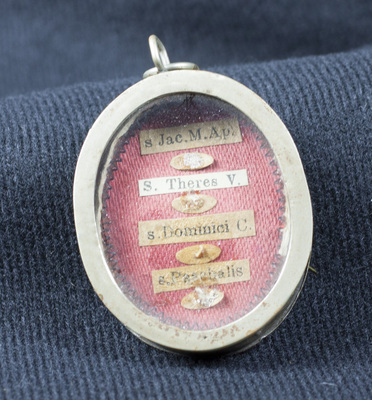 s Jac.M.Ap.
S. Theres V.
s.Dominici C.
s.Paschalis